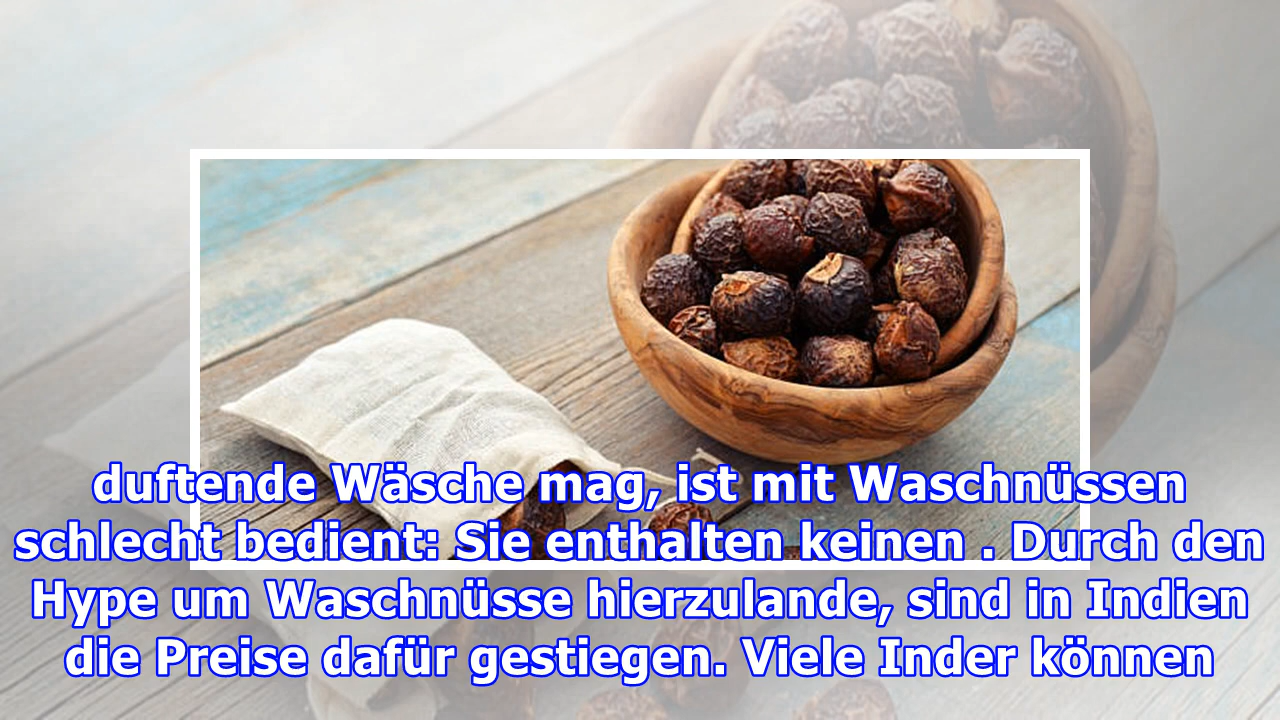 duftende Wäsche mag, ist mit Waschnüssen
schlecht bedient: Sie enthalten keinen . Durch den
Hype um Waschnüsse hierzulande, sind in Indien
die Preise dafür gestiegen. Viele Inder können